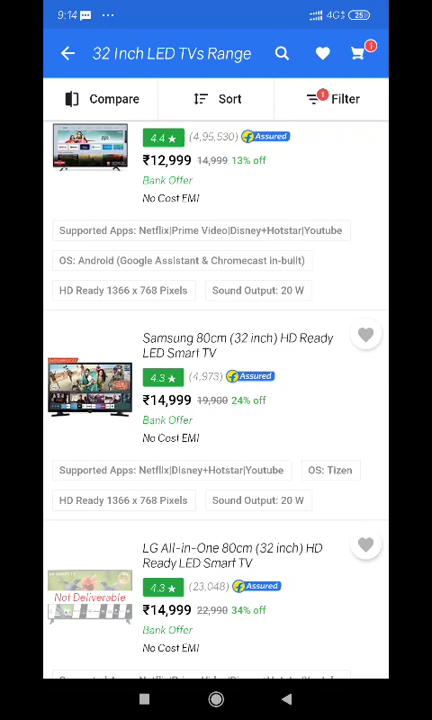 9:14 ... 4G 25
32 Inch LED TVs Range 1
Compare Sort 1 Filter
4.4★ (4,95,530) Assured
₹12,999 14,999 13% off
Bank Offer
No Cost EMI
Supported Apps: Netflix|Prime Video|Disney+Hotstar|Youtube
OS: Android (Google Assistant & Chromecast in-built)
HD Ready 1366 x 768 Pixels Sound Output: 20 W
Samsung 80cm (32 inch) HD Ready
LED Smart TV
4.3★ (4,973) Assured
₹14,999 19,900 24% off
Bank Offer
No Cost EMI
Supported Apps: Netflix|Disney+Hotstar|Youtube OS: Tizen
HD Ready 1366 x 768 Pixels Sound Output: 20 W
LG All-in-One 80cm (32 inch) HD
Ready LED Smart TV
Not Deliverable
4.3★ (23,048) Assured
₹14,999 22,990 34% off
Bank Offer
No Cost EMI